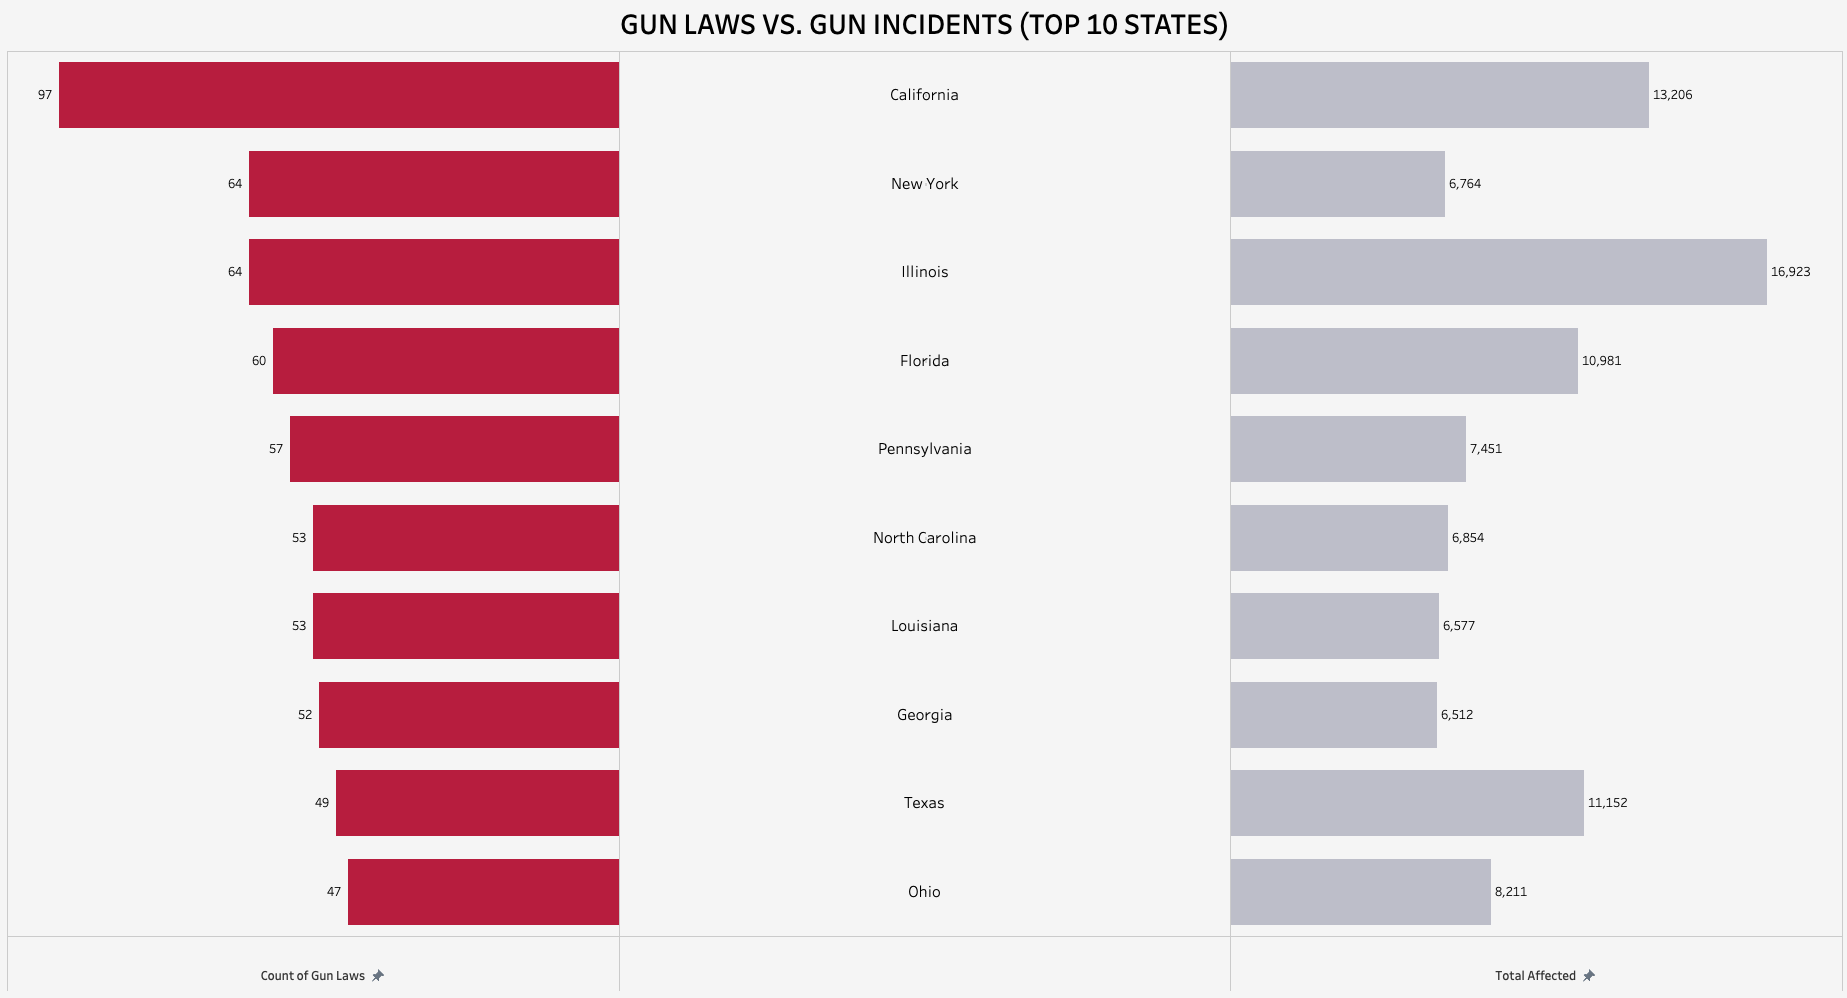 GUN LAWS VS. GUN INCIDENTS (TOP 10 STATES)
97 California 13,206
64 New York 6,764
64 Illinois 16,923
60 Florida 10,981
57 Pennsylvania 7,451
53 North Carolina 6,854
53 Louisiana 6,577
52 Georgia 6,512
49 Texas 11,152
47 Ohio 8,211
Count of Gun Laws Total Affected